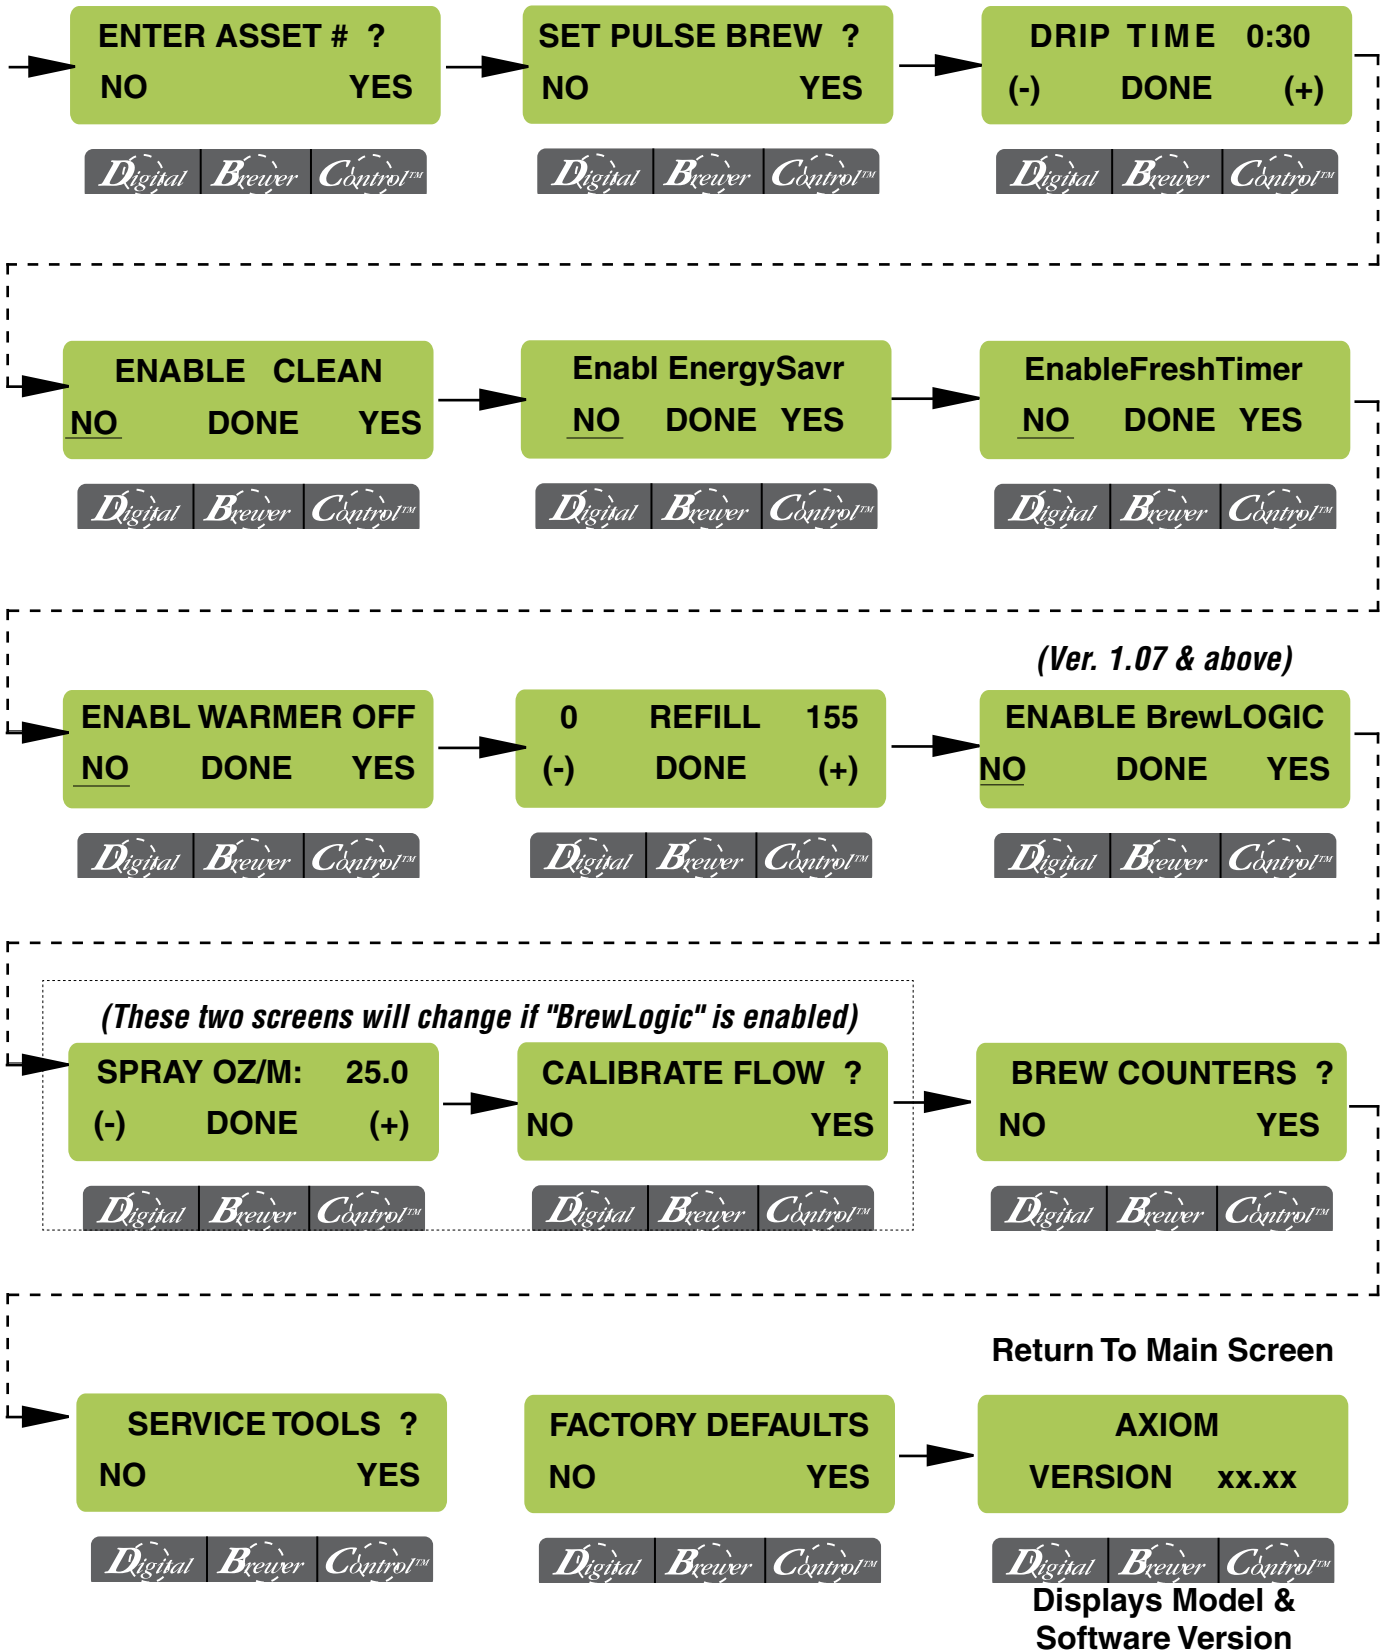 ENTER ASSET # ?
NO YES
Digital Brewer Control™
SET PULSE BREW ?
NO YES
Digital Brewer Control™
DRIP TIME 0:30
(-) DONE (+)
Digital Brewer Control™
ENABLE CLEAN
NO DONE YES
Digital Brewer Control™
Enabl EnergySavr
NO DONE YES
Digital Brewer Control™
EnableFreshTimer
NO DONE YES
Digital Brewer Control™
ENABL WARMER OFF
NO DONE YES
Digital Brewer Control™
0 REFILL 155
(-) DONE (+)
Digital Brewer Control™
(Ver. 1.07 & above)
ENABLE BrewLOGIC
NO DONE YES
Digital Brewer Control™
(These two screens will change if "BrewLogic" is enabled)
SPRAY OZ/M: 25.0
(-) DONE (+)
Digital Brewer Control™
CALIBRATE FLOW ?
NO YES
Digital Brewer Control™
BREW COUNTERS ?
NO YES
Digital Brewer Control™
SERVICE TOOLS ?
NO YES
Digital Brewer Control™
FACTORY DEFAULTS
NO YES
Digital Brewer Control™
Return To Main Screen
AXIOM
VERSION xx.xx
Digital Brewer Control™
Displays Model &
Software Version